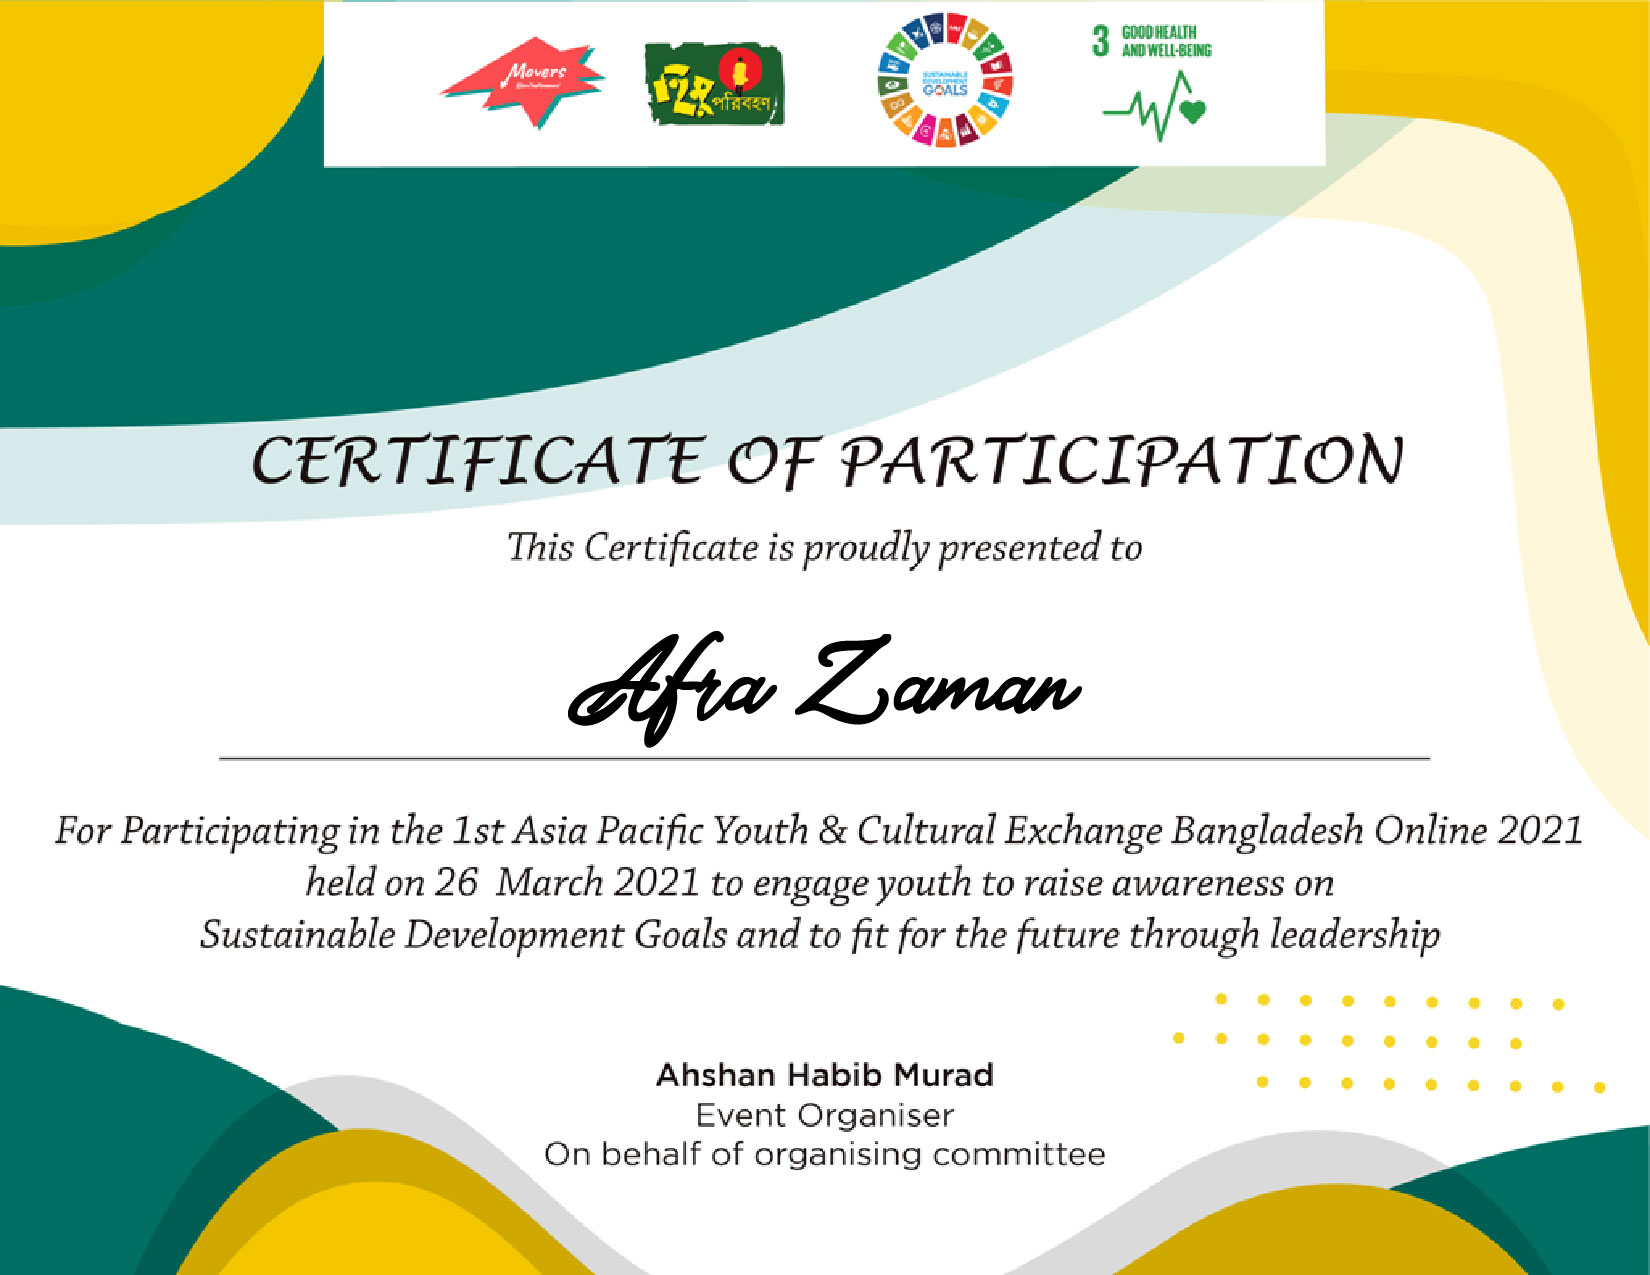 Movers
হিমু পরিবহণ
SUSTAINABLE
DEVELOPMENT
GOALS
3 GOOD HEALTH
AND WELL-BEING
CERTIFICATE OF PARTICIPATION
This Certificate is proudly presented to
Afra Zaman
For Participating in the 1st Asia Pacific Youth & Cultural Exchange Bangladesh Online 2021
held on 26 March 2021 to engage youth to raise awareness on
Sustainable Development Goals and to fit for the future through leadership
Ahshan Habib Murad
Event Organiser
On behalf of organising committee